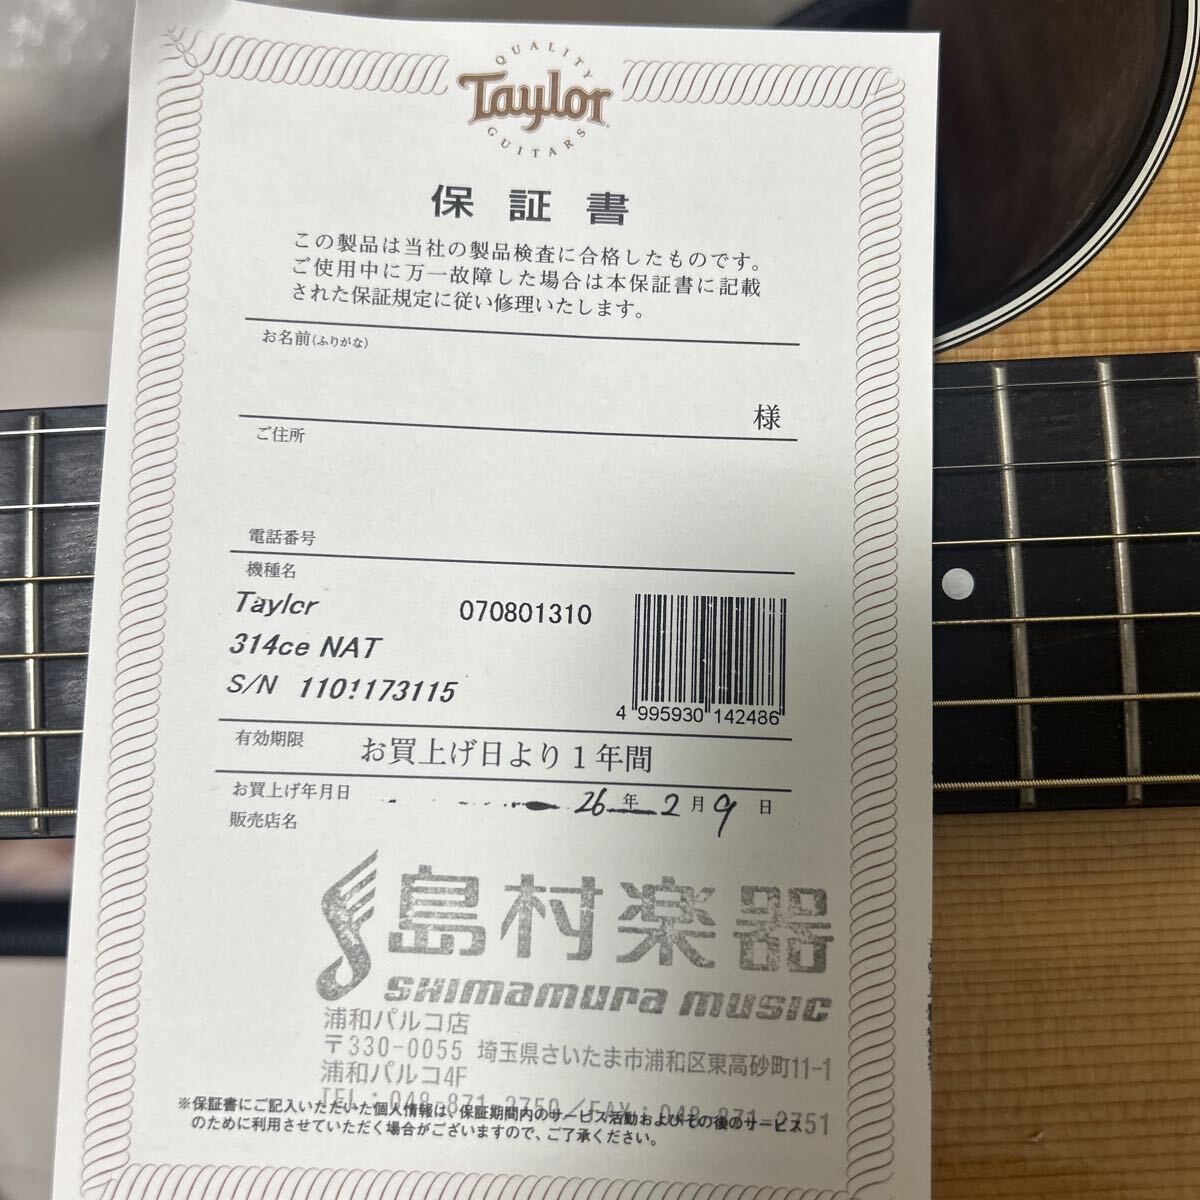 QUALITY
Taylor
GUITARS
保証書
この製品は当社の製品検査に合格したものです。
ご使用中に万一故障した場合は本保証書に記載
された保証規定に従い修理いたします。
お名前(ふりがな)
様
ご住所
電話番号
機種名
Taylor 070801310
314ce NAT
S/N 1101173115
4 995930 142486
有効期限 お買上げ日より1年間
お買上げ年月日 26年2月9日
販売店名
島村楽器
SHIMAMURA MUSIC
浦和パルコ店
〒330-0055 埼玉県さいたま市浦和区東高砂町11-1
浦和パルコ4F
TEL:048-871-2750/FAX:048-871-2751
※保証書にご記入いただいた個人情報は、保証期間内のサービス活動およびその後のサービス
のために利用させていただく場合がございますので、ご了承ください。